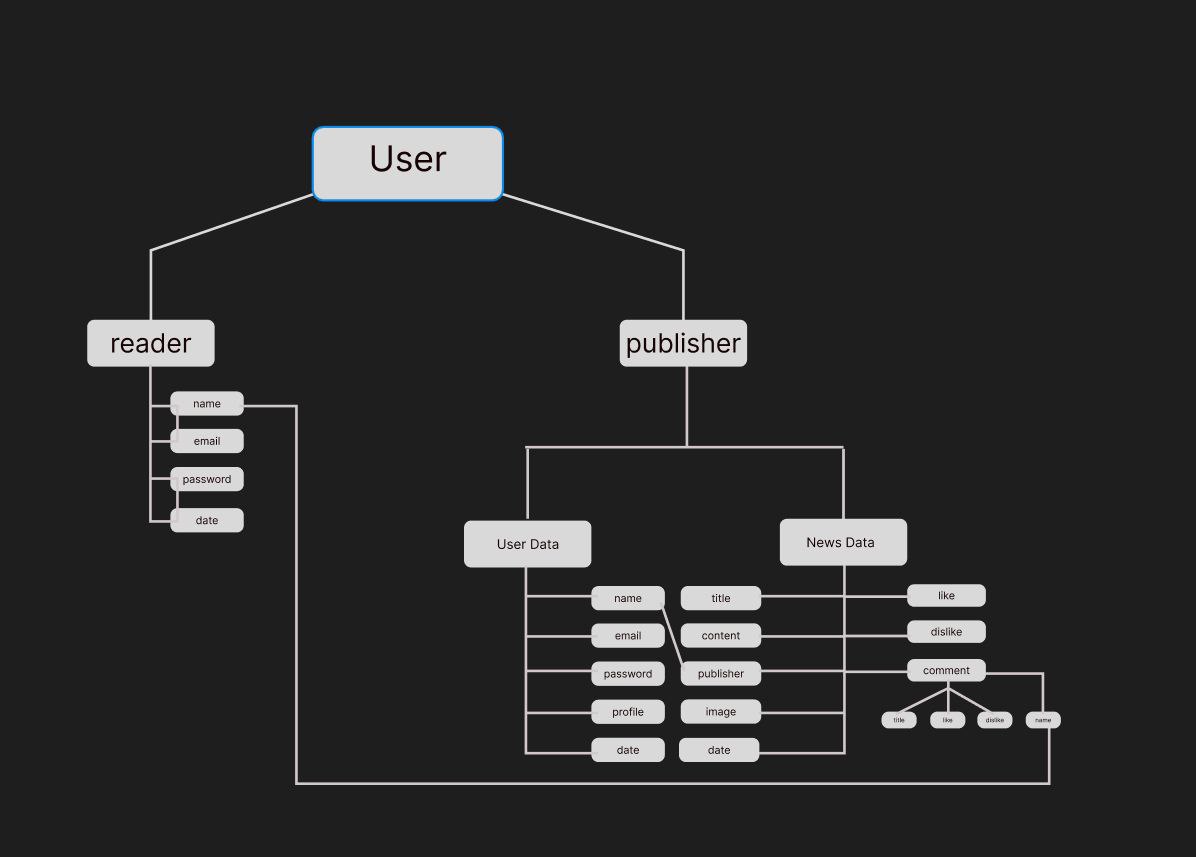 User
reader
publisher
name
email
password
date
User Data
News Data
name
email
password
profile
date
title
content
publisher
image
date
like
dislike
comment
title
like
dislike
name